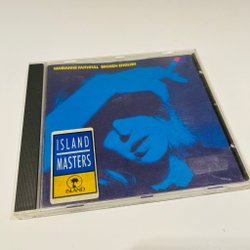 MARIANNE FAITHFULL BROKEN ENGLISH
ISLAND
MASTERS
ISLAND